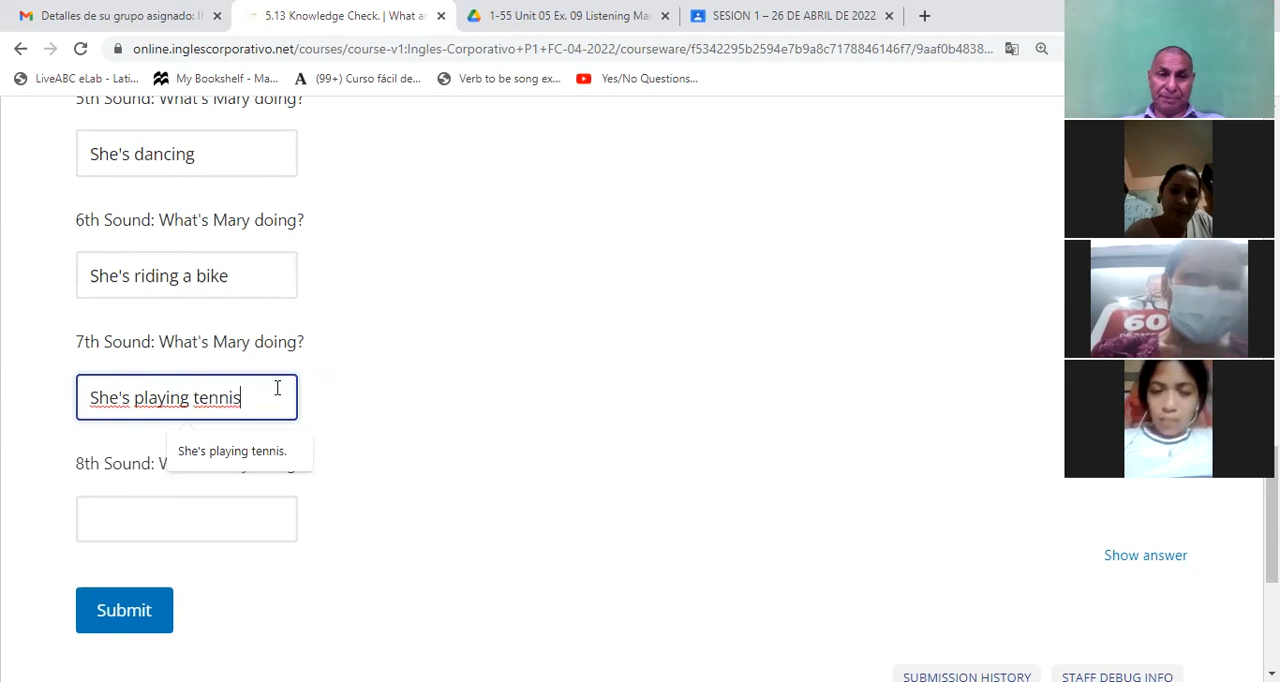 Detalles de su grupo asignado: II
5.13 Knowledge Check. | What a
1-55 Unit 05 Ex. 09 Listening Ma
SESION 1 – 26 DE ABRIL DE 2022
online.inglescorporativo.net/courses/course-v1:Ingles-Corporativo+P1+FC-04-2022/courseware/f5342295b2594e7b9a8c7178846146f7/9aaf0b4838...
LiveABC eLab - Lati...
My Bookshelf - Ma...
(99+) Curso fácil de...
Verb to be song ex...
Yes/No Questions...
5th Sound: What's Mary doing?
She's dancing
6th Sound: What's Mary doing?
She's riding a bike
7th Sound: What's Mary doing?
She's playing tennis
She's playing tennis.
8th Sound:
Show answer
Submit
SUBMISSION HISTORY
STAFF DEBUG INFO
60